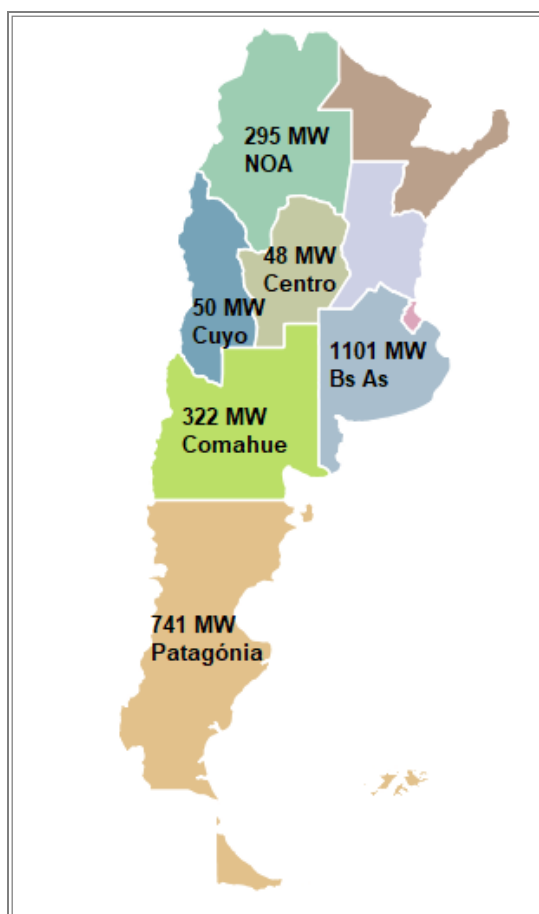 295 MW
NOA
48 MW
Centro
50 MW
Cuyo
1101 MW
Bs As
322 MW
Comahue
741 MW
Patagónia